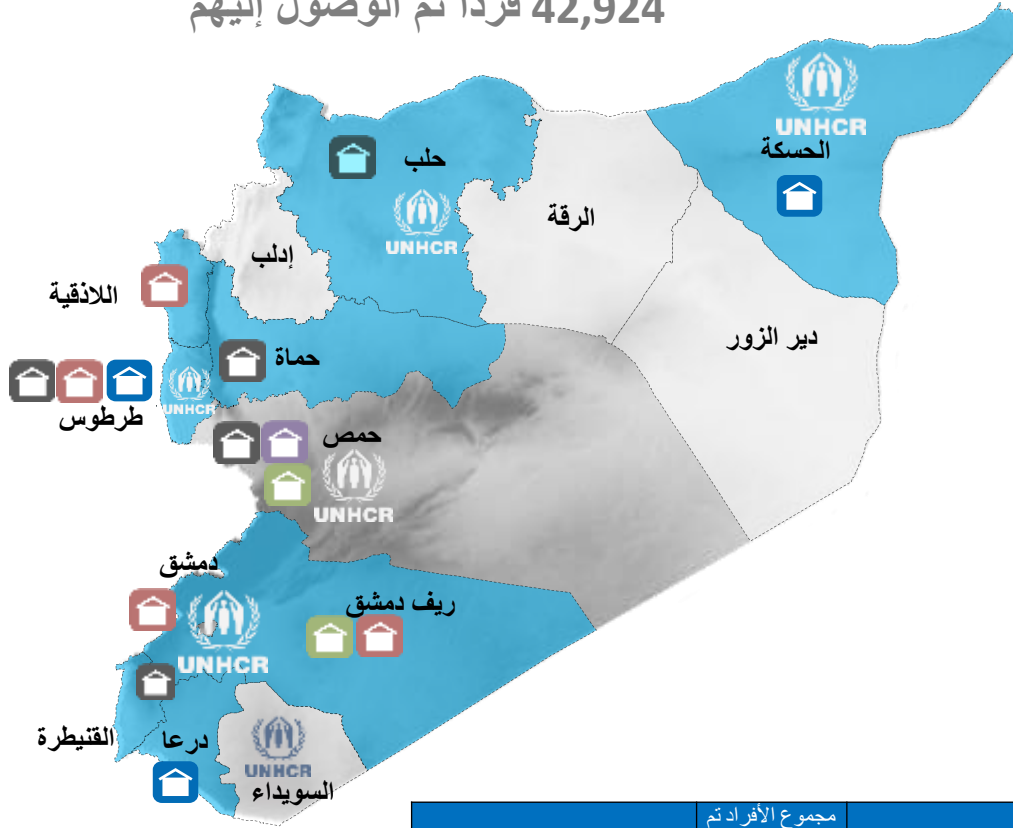 42,924 فردا تم الوصول إليهم
UNHCR
الحسكة
حلب
UNHCR
الرقة
إدلب
اللاذقية
دير الزور
حماة
UNHCR
طرطوس
حمص
UNHCR
دمشق
ريف دمشق
UNHCR
القنيطرة
درعا
UNHCR
السويداء
مجموع الأفراد تم